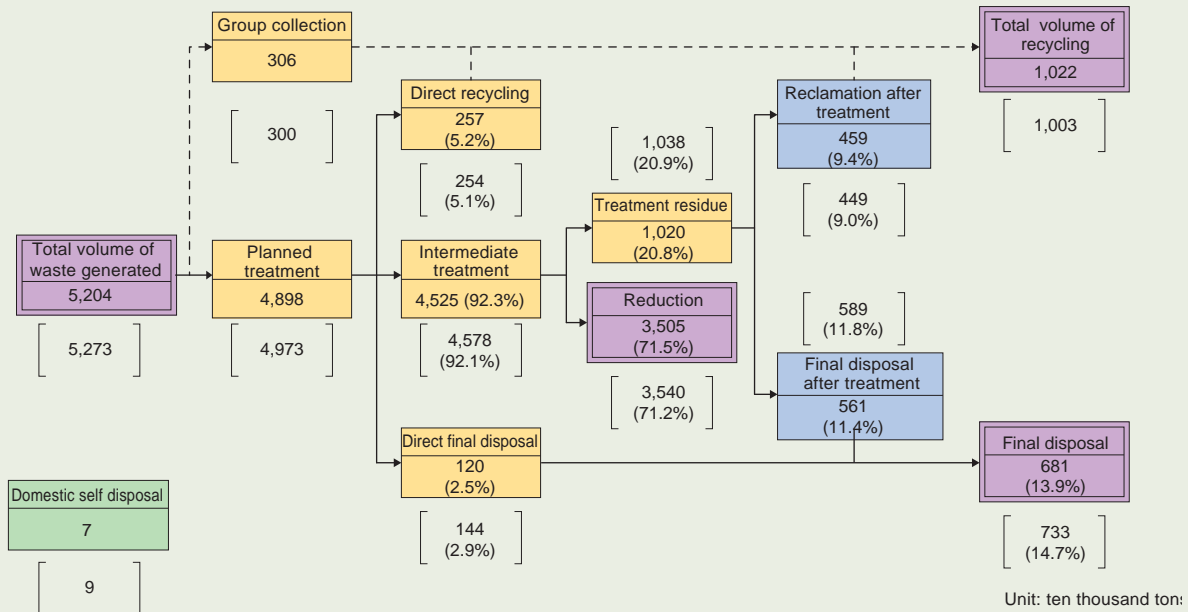 Group collection
306
300
Total volume of
recycling
1,022
1,003
Direct recycling
257
(5.2%)
254
(5.1%)
Reclamation after
treatment
459
(9.4%)
449
(9.0%)
1,038
(20.9%)
Treatment residue
1,020
(20.8%)
Total volume of
waste generated
5,204
5,273
Planned
treatment
4,898
4,973
Intermediate
treatment
4,525 (92.3%)
4,578
(92.1%)
Reduction
3,505
(71.5%)
3,540
(71.2%)
589
(11.8%)
Final disposal
after treatment
561
(11.4%)
Direct final disposal
120
(2.5%)
144
(2.9%)
Final disposal
681
(13.9%)
733
(14.7%)
Domestic self disposal
7
9
Unit: ten thousand tons